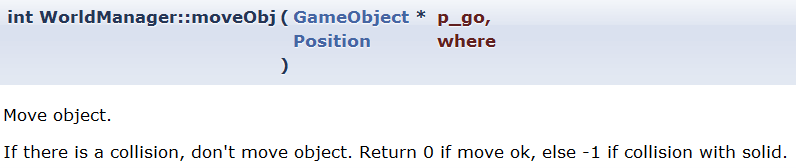 int WorldManager::moveObj ( GameObject * p_go,
Position where
)
Move object.
If there is a collision, don't move object. Return 0 if move ok, else -1 if collision with solid.